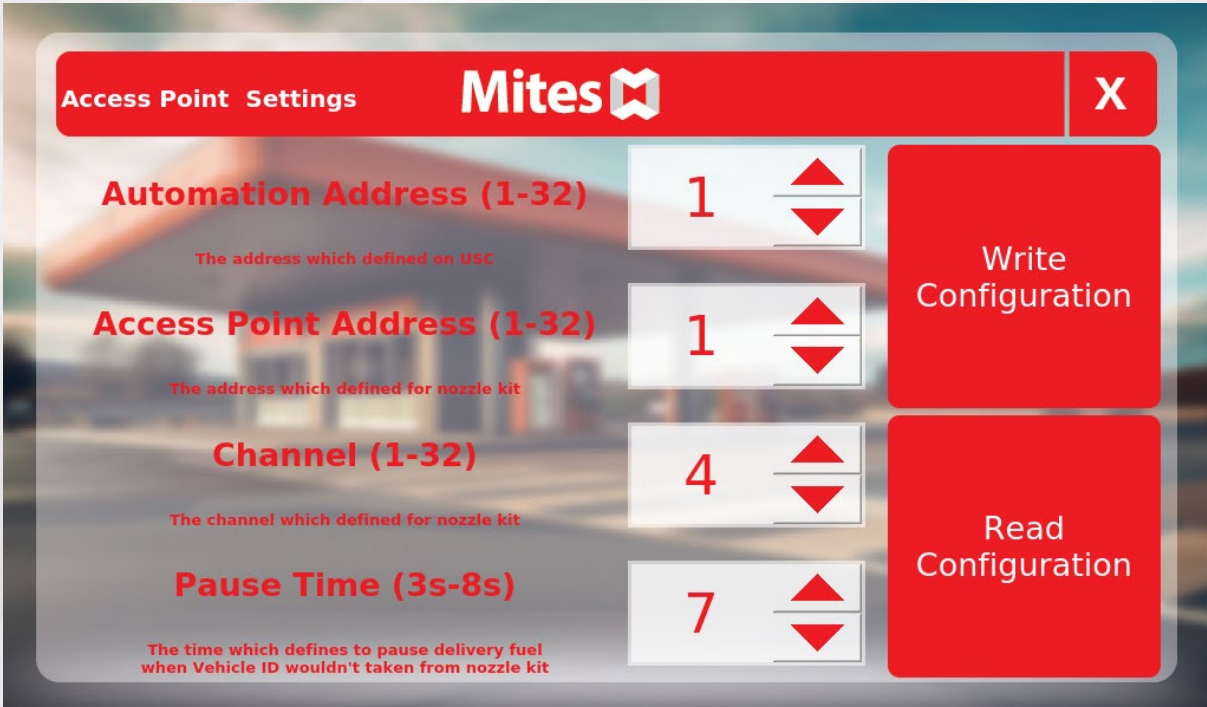 Access Point  Settings
Mites
X
Automation Address (1-32)
1
The address which defined on USC
Access Point Address (1-32)
1
The address which defined for nozzle kit
Channel (1-32)
4
The channel which defined for nozzle kit
Pause Time (3s-8s)
7
The time which defines to pause delivery fuel
when Vehicle ID wouldn't taken from nozzle kit
Write
Configuration
Read
Configuration